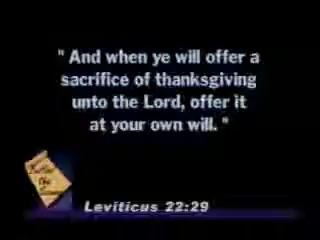 " And when ye will offer a
sacrifice of thanksgiving
unto the Lord, offer it
at your own will. "
Leviticus 22:29